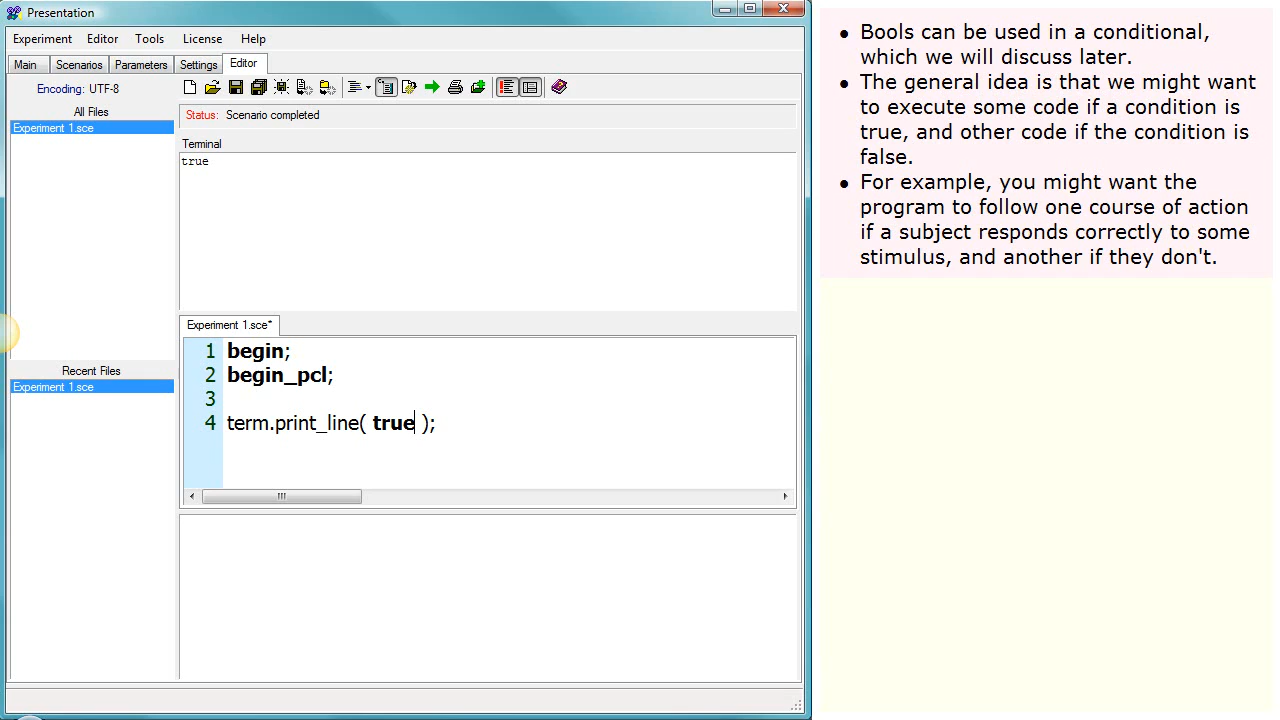 Presentation
Experiment Editor Tools License Help
Main Scenarios Parameters Settings Editor
Encoding: UTF-8
All Files
Experiment 1.sce
Status: Scenario completed
Terminal
true
Experiment 1.sce*
Recent Files
Experiment 1.sce
1 begin;
2 begin_pcl;
3
4 term.print_line( true );
• Bools can be used in a conditional,
which we will discuss later.
• The general idea is that we might want
to execute some code if a condition is
true, and other code if the condition is
false.
• For example, you might want the
program to follow one course of action
if a subject responds correctly to some
stimulus, and another if they don't.